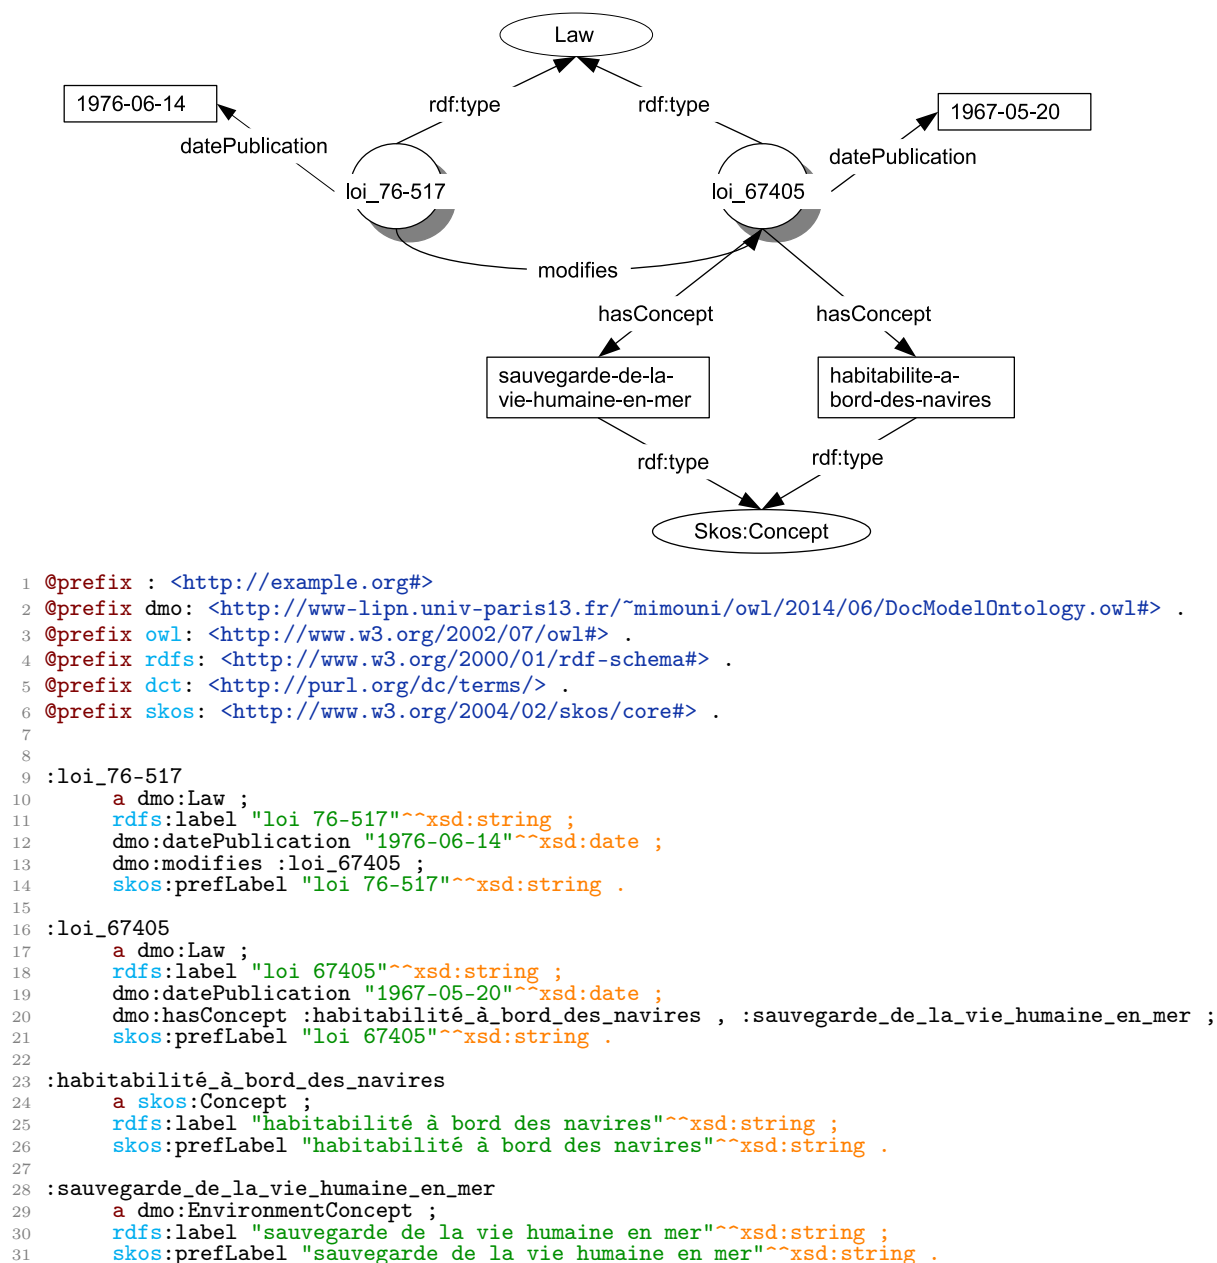 Law
1976-06-14
rdf:type
rdf:type
1967-05-20
datePublication
datePublication
loi_76-517
loi_67405
modifies
hasConcept
hasConcept
sauvegarde-de-la-
vie-humaine-en-mer
habitabilite-a-
bord-des-navires
rdf:type
rdf:type
Skos:Concept
1 @prefix : <http://example.org#>
2 @prefix dmo: <http://www-lipn.univ-paris13.fr/~mimouni/owl/2014/06/DocModelOntology.owl#> .
3 @prefix owl: <http://www.w3.org/2002/07/owl#> .
4 @prefix rdfs: <http://www.w3.org/2000/01/rdf-schema#> .
5 @prefix dct: <http://purl.org/dc/terms/> .
6 @prefix skos: <http://www.w3.org/2004/02/skos/core#> .
7
8
9 :loi_76-517
10 a dmo:Law ;
11 rdfs:label "loi 76-517"^^xsd:string ;
12 dmo:datePublication "1976-06-14"^^xsd:date ;
13 dmo:modifies :loi_67405 ;
14 skos:prefLabel "loi 76-517"^^xsd:string .
15
16 :loi_67405
17 a dmo:Law ;
18 rdfs:label "loi 67405"^^xsd:string ;
19 dmo:datePublication "1967-05-20"^^xsd:date ;
20 dmo:hasConcept :habitabilité_à_bord_des_navires , :sauvegarde_de_la_vie_humaine_en_mer ;
21 skos:prefLabel "loi 67405"^^xsd:string .
22
23 :habitabilité_à_bord_des_navires
24 a skos:Concept ;
25 rdfs:label "habitabilité à bord des navires"^^xsd:string ;
26 skos:prefLabel "habitabilité à bord des navires"^^xsd:string .
27
28 :sauvegarde_de_la_vie_humaine_en_mer
29 a dmo:EnvironmentConcept ;
30 rdfs:label "sauvegarde de la vie humaine en mer"^^xsd:string ;
31 skos:prefLabel "sauvegarde de la vie humaine en mer"^^xsd:string .